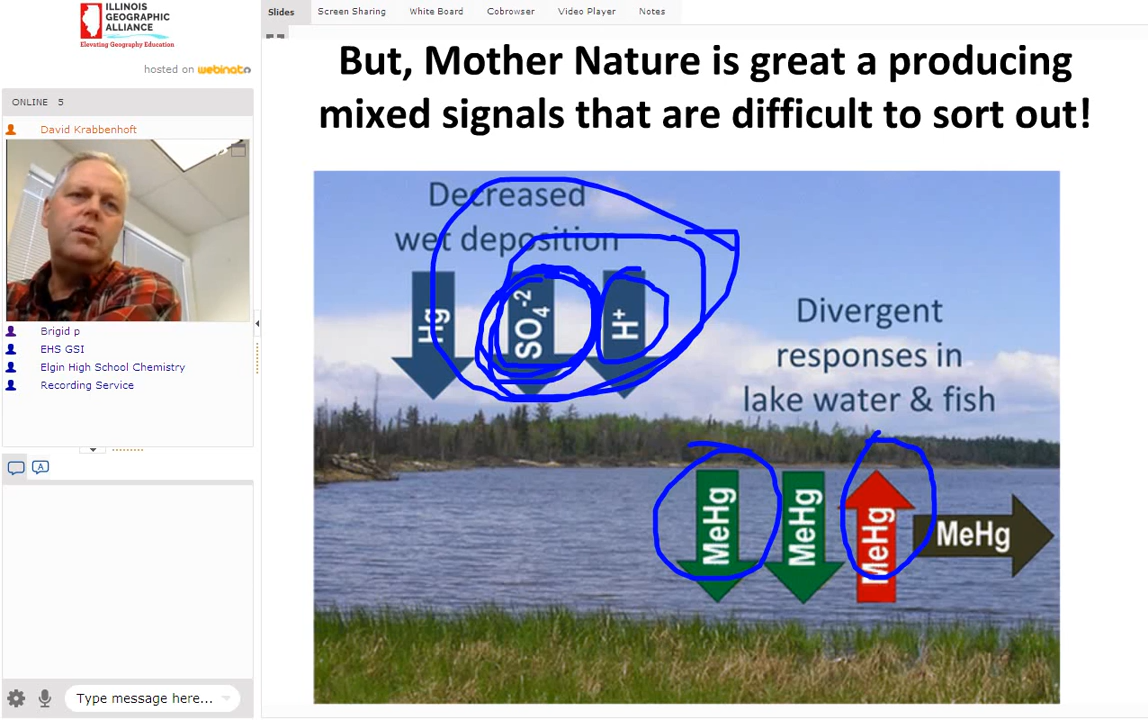 ILLINOIS
GEOGRAPHIC
ALLIANCE
Elevating Geography Education
hosted on webinato
ONLINE 5
David Krabbenhoft
Brigid p
EHS GSI
Elgin High School Chemistry
Recording Service
A
Type message here...
Slides Screen Sharing White Board Cobrowser Video Player Notes
But, Mother Nature is great a producing
mixed signals that are difficult to sort out!
Decreased
wet deposition
Hg
SO4-2
H+
Divergent
responses in
lake water & fish
MeHg
MeHg
MeHg
MeHg